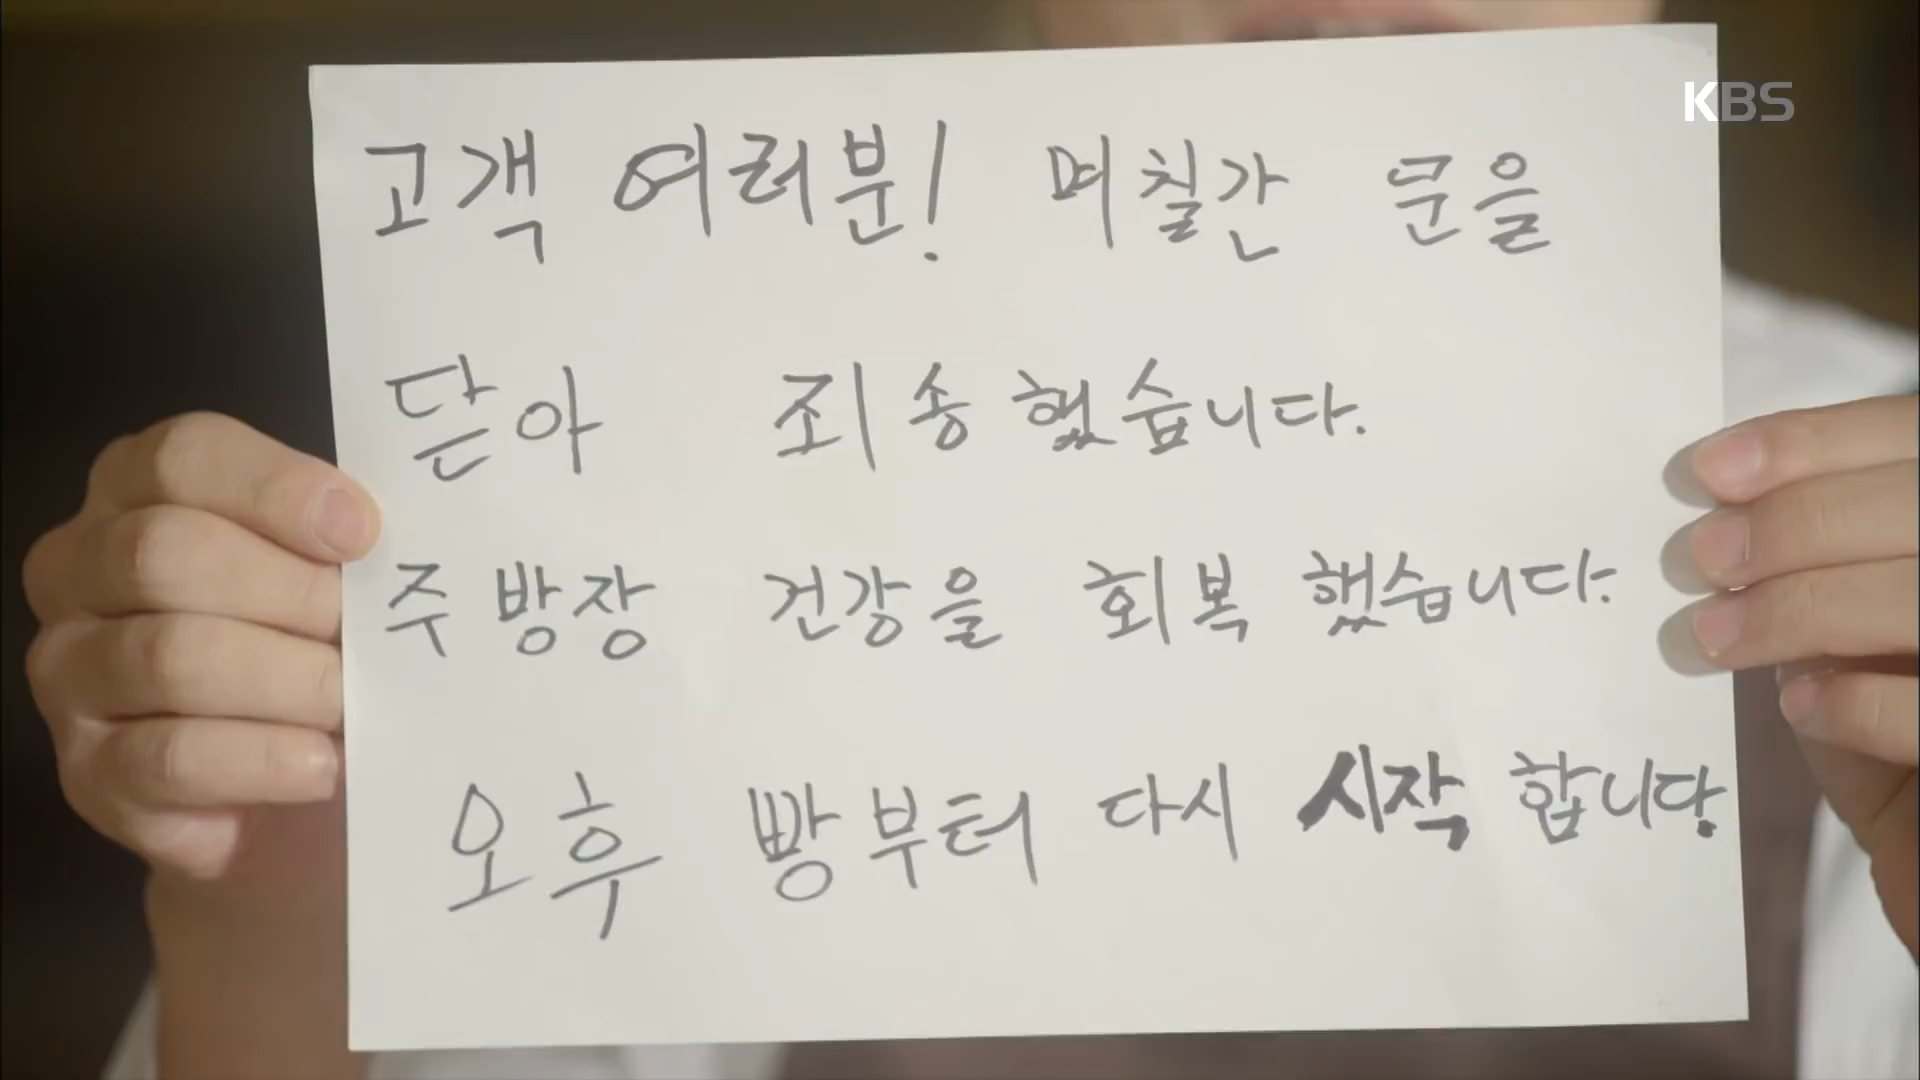 KBS
고객 여러분! 며칠간 문을
닫아 죄송했습니다.
주방장 건강을 회복했습니다.
오후 빵부터 다시 시작합니다.